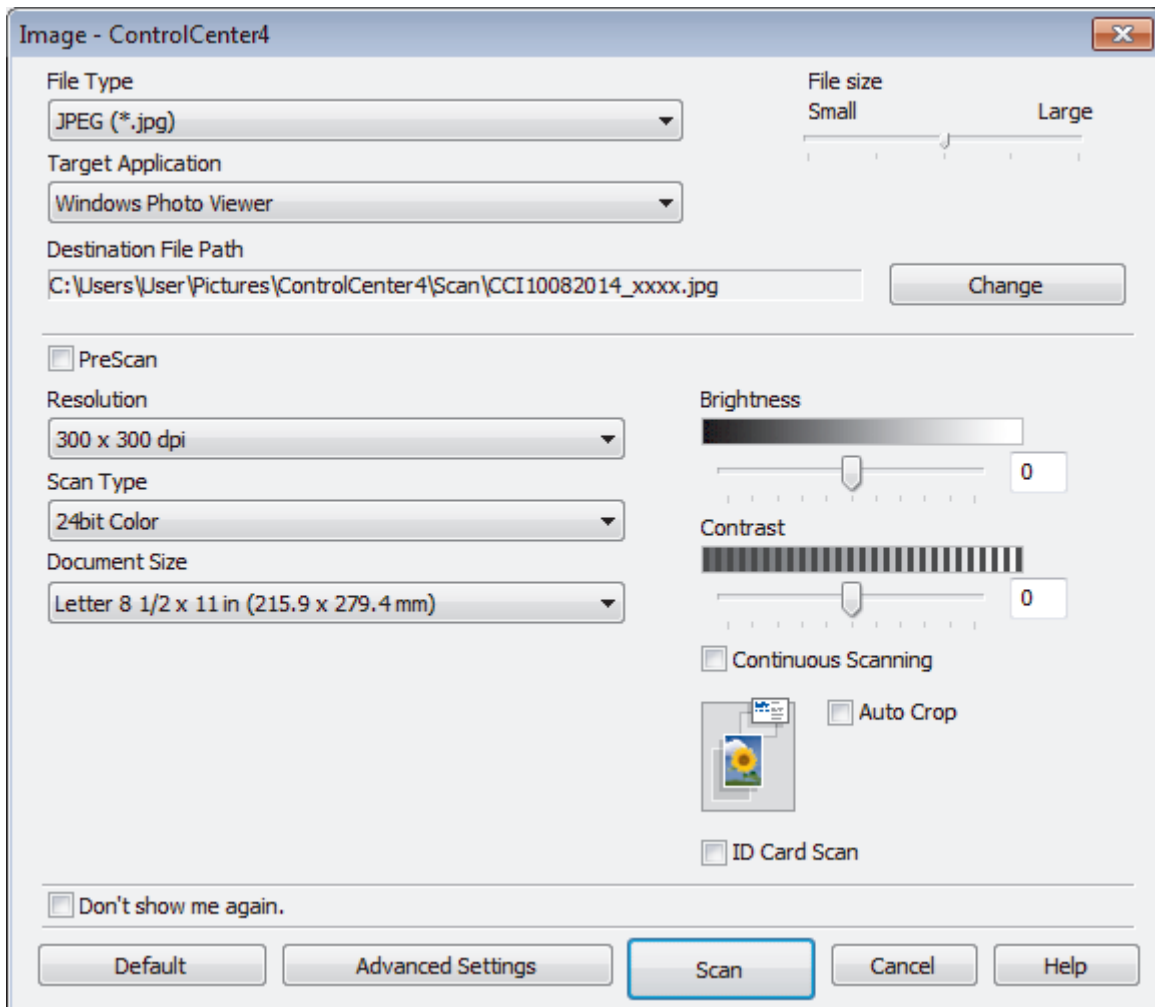 Image - ControlCenter4
File Type
File size
JPEG (*.jpg)
Small
Large
Target Application
Windows Photo Viewer
Destination File Path
C:\Users\User\Pictures\ControlCenter4\Scan\CCI10082014_xxxx.jpg
Change
PreScan
Resolution
Brightness
300 x 300 dpi
0
Scan Type
24bit Color
Contrast
Document Size
Letter 8 1/2 x 11 in (215.9 x 279.4 mm)
0
Continuous Scanning
Auto Crop
ID Card Scan
Don't show me again.
Default
Advanced Settings
Scan
Cancel
Help